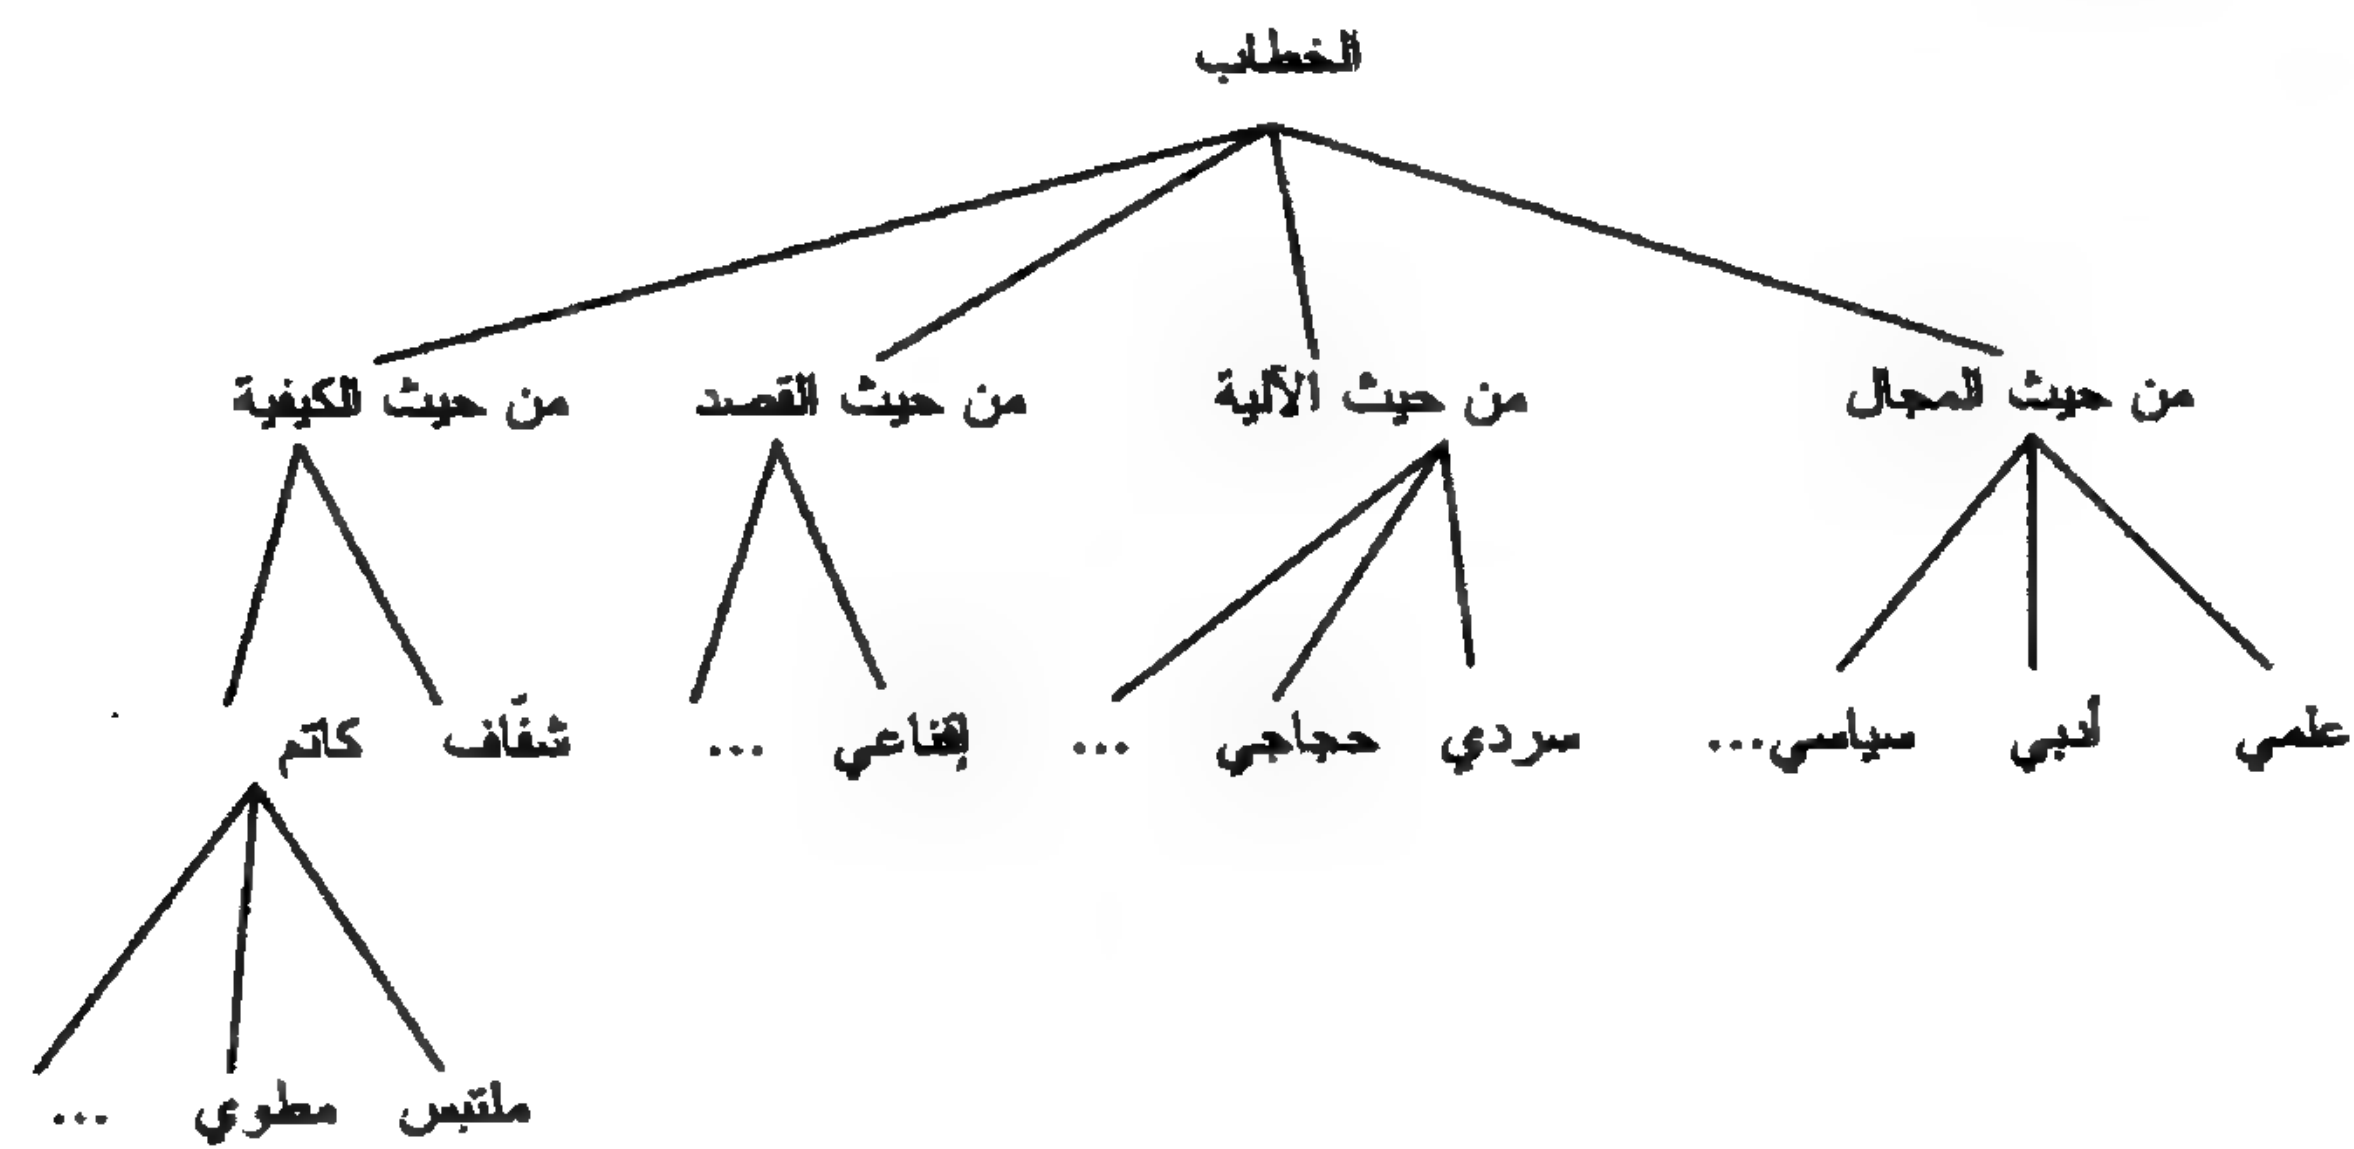 الخطاب
من حيث المجال من حيث الآلية من حيث القصد من حيث الكيفية
علمي أدبي سياسي... سردي حجاجي ... إقناعي ... شفّاف كاتم
ملتبس مطوي ...